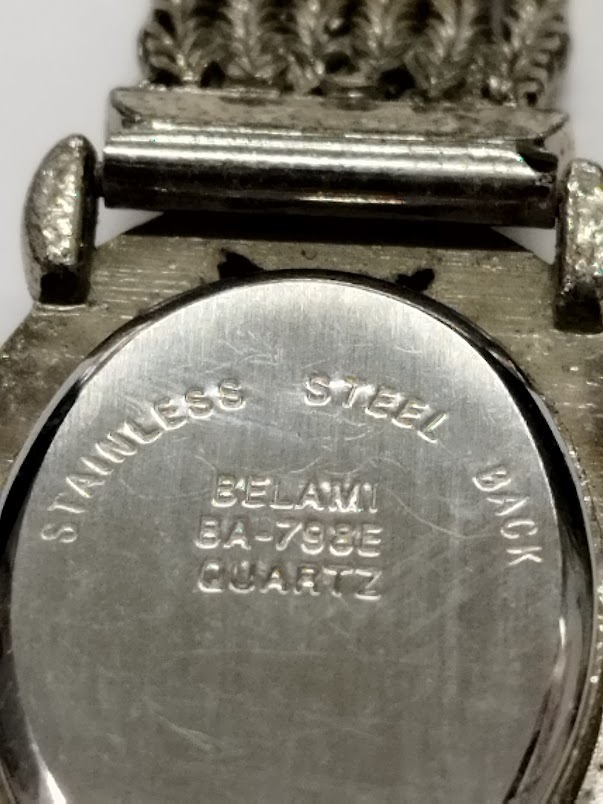 STAINLESS STEEL BACK
BELAMI
BA-798E
QUARTZ